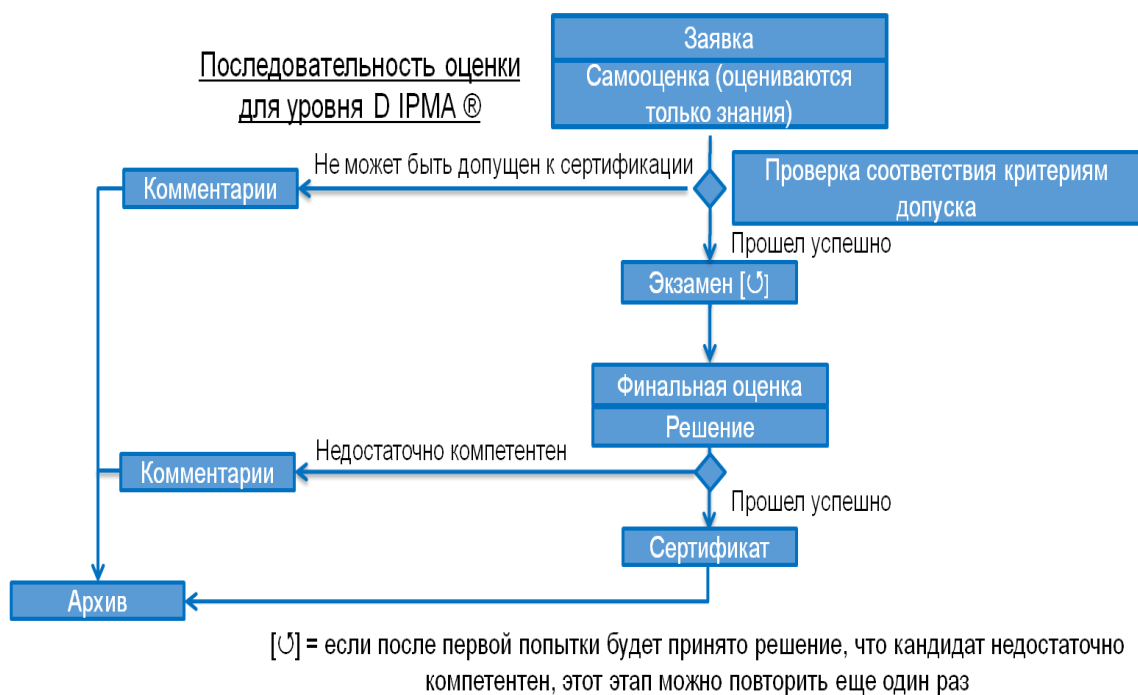 Последовательность оценки
для уровня D IPMA ®
Заявка
Самооценка (оцениваются
только знания)
Не может быть допущен к сертификации
Комментарии
Проверка соответствия критериям
допуска
Прошел успешно
Экзамен [↺]
Финальная оценка
Решение
Недостаточно компетентен
Комментарии
Прошел успешно
Сертификат
Архив
[↺] = если после первой попытки будет принято решение, что кандидат недостаточно
компетентен, этот этап можно повторить еще один раз